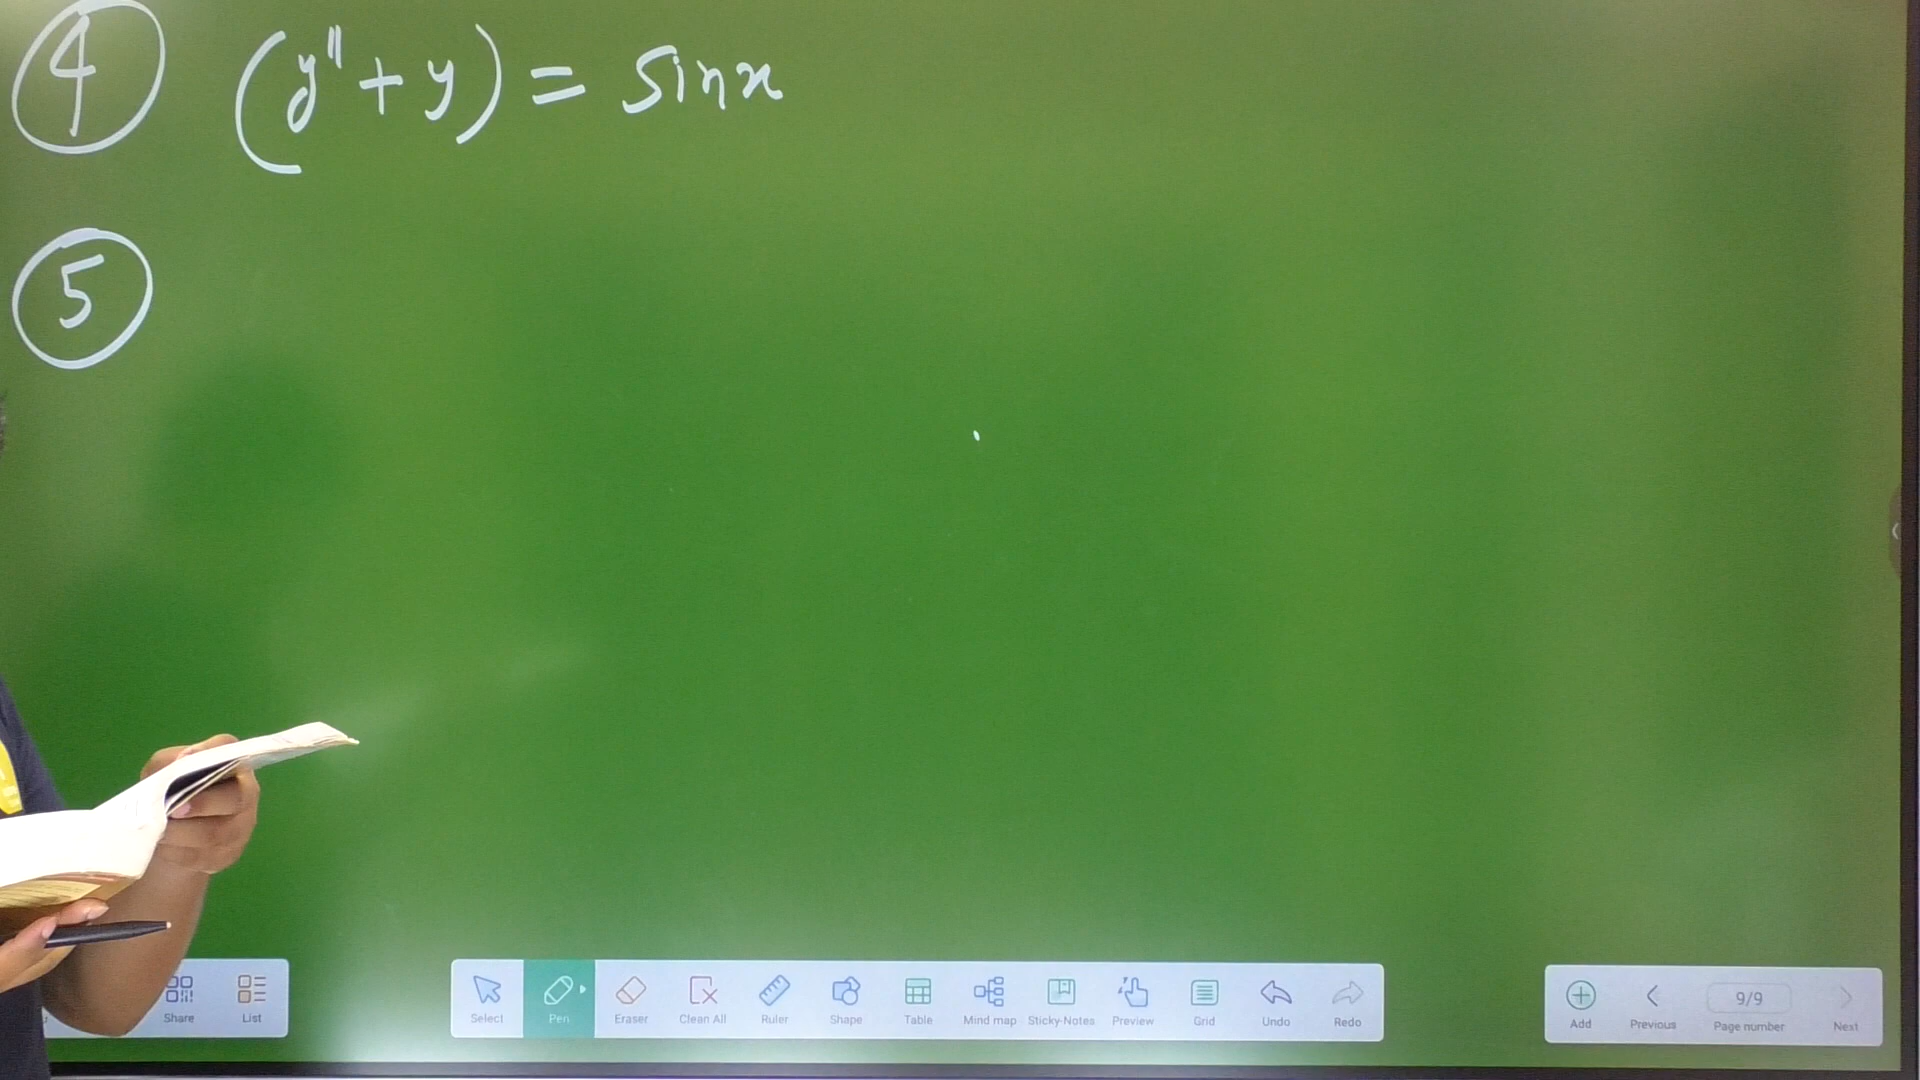 ④ (y'' + y) = sinx
⑤
Share List Select Pen Eraser Clean All Ruler Shape Table Mind map Sticky-Notes Preview Grid Undo Redo Add Previous 9/9 Page number Next